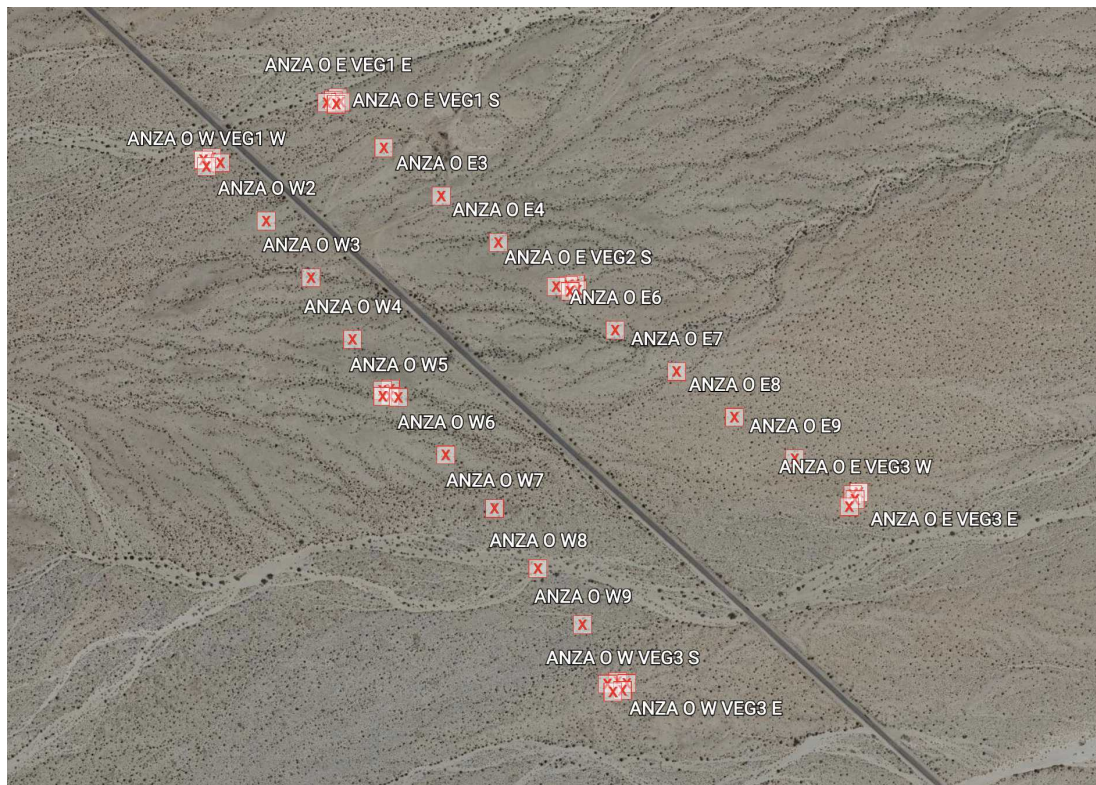 ANZA O E VEG1 E
ANZA O E VEG1 S
ANZA O W VEG1 W
ANZA O E3
ANZA O W2
ANZA O E4
ANZA O W3
ANZA O E VEG2 S
ANZA O E6
ANZA O W4
ANZA O E7
ANZA O W5
ANZA O E8
ANZA O W6
ANZA O E9
ANZA O E VEG3 W
ANZA O W7
ANZA O E VEG3 E
ANZA O W8
ANZA O W9
ANZA O W VEG3 S
ANZA O W VEG3 E